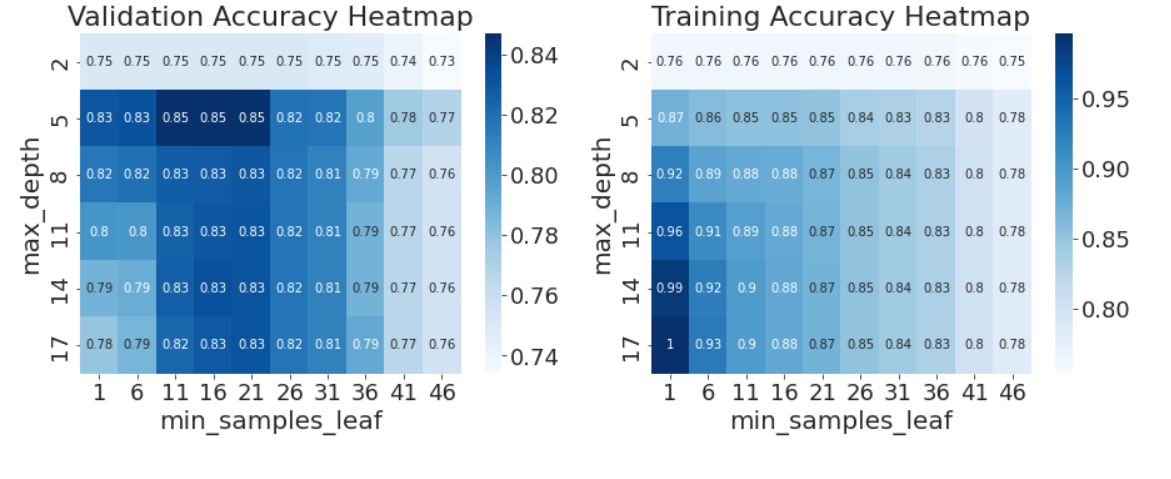 Validation Accuracy Heatmap
max_depth
2 0.75 0.75 0.75 0.75 0.75 0.75 0.75 0.75 0.74 0.73
5 0.83 0.83 0.85 0.85 0.85 0.82 0.82 0.8 0.78 0.77
8 0.82 0.82 0.83 0.83 0.83 0.82 0.81 0.79 0.77 0.76
11 0.8 0.8 0.83 0.83 0.83 0.82 0.81 0.79 0.77 0.76
14 0.79 0.79 0.83 0.83 0.83 0.82 0.81 0.79 0.77 0.76
17 0.78 0.79 0.82 0.83 0.83 0.82 0.81 0.79 0.77 0.76
1 6 11 16 21 26 31 36 41 46
min_samples_leaf
0.84
0.82
0.80
0.78
0.76
0.74
Training Accuracy Heatmap
max_depth
2 0.76 0.76 0.76 0.76 0.76 0.76 0.76 0.76 0.76 0.75
5 0.87 0.86 0.85 0.85 0.85 0.84 0.83 0.83 0.8 0.78
8 0.92 0.89 0.88 0.88 0.87 0.85 0.84 0.83 0.8 0.78
11 0.96 0.91 0.89 0.88 0.87 0.85 0.84 0.83 0.8 0.78
14 0.99 0.92 0.9 0.88 0.87 0.85 0.84 0.83 0.8 0.78
17 1 0.93 0.9 0.88 0.87 0.85 0.84 0.83 0.8 0.78
1 6 11 16 21 26 31 36 41 46
min_samples_leaf
0.95
0.90
0.85
0.80